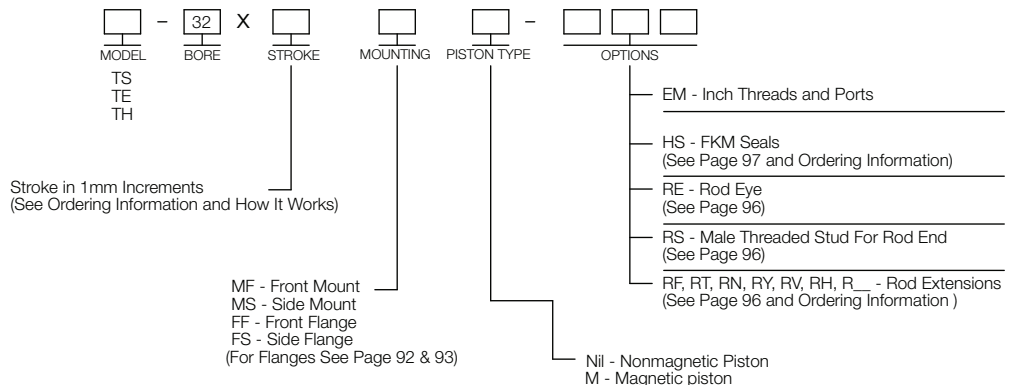 – 32 X –
MODEL BORE STROKE MOUNTING PISTON TYPE OPTIONS
TS
TE
TH
EM - Inch Threads and Ports
HS - FKM Seals
(See Page 97 and Ordering Information)
Stroke in 1mm Increments
(See Ordering Information and How It Works)
RE - Rod Eye
(See Page 96)
RS - Male Threaded Stud For Rod End
(See Page 96)
RF, RT, RN, RY, RV, RH, R__ - Rod Extensions
(See Page 96 and Ordering Information )
MF - Front Mount
MS - Side Mount
FF - Front Flange
FS - Side Flange
(For Flanges See Page 92 & 93)
Nil - Nonmagnetic Piston
M - Magnetic piston